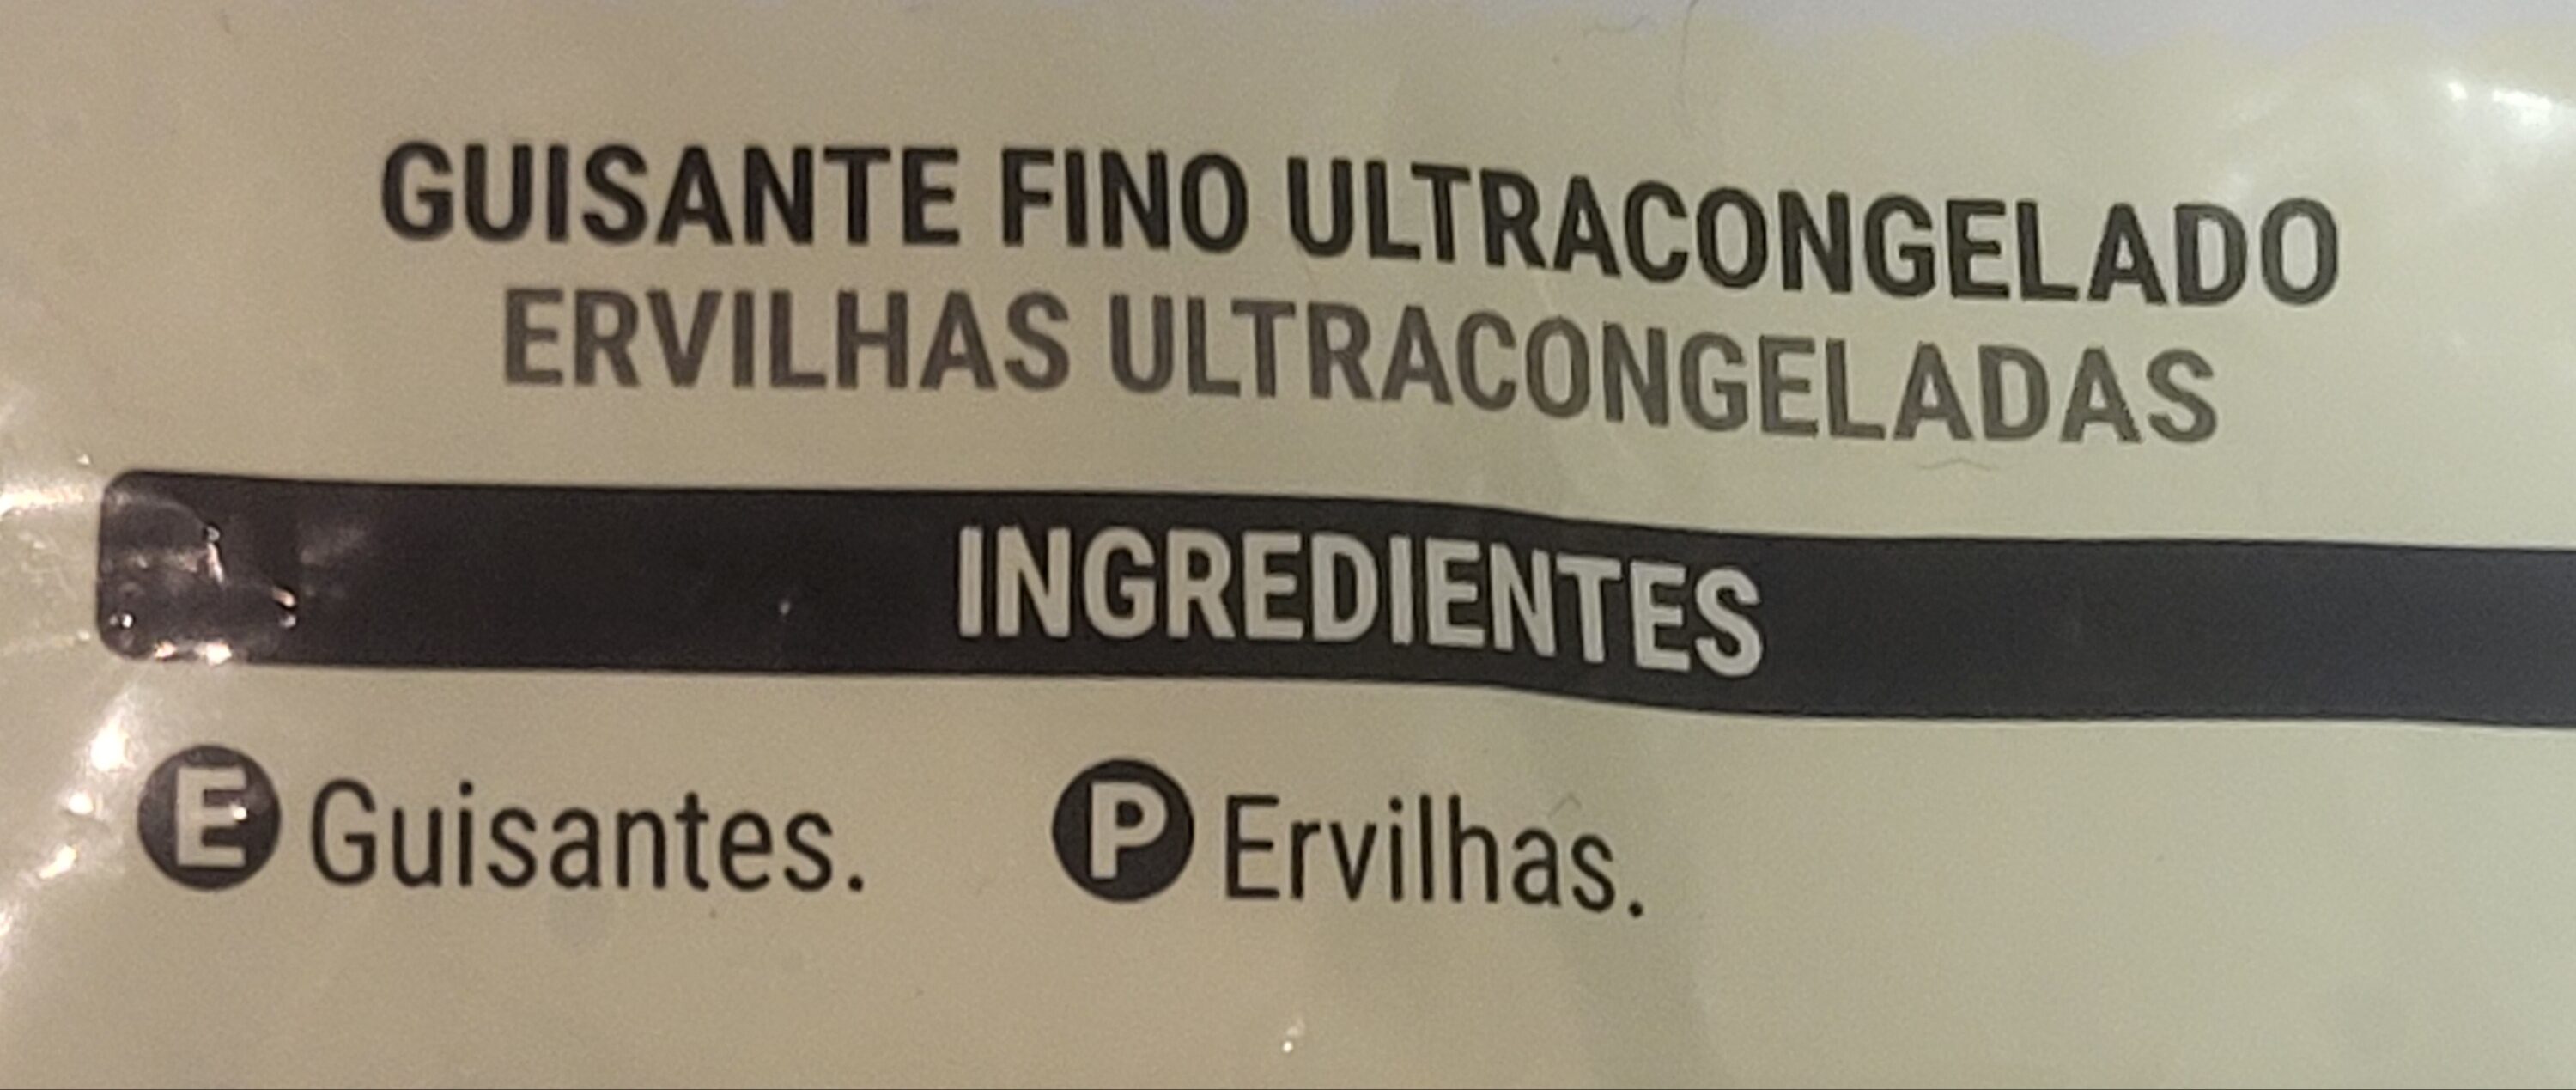 GUISANTE FINO ULTRACONGELADO
ERVILHAS ULTRACONGELADAS
INGREDIENTES
E Guisantes. P Ervilhas.